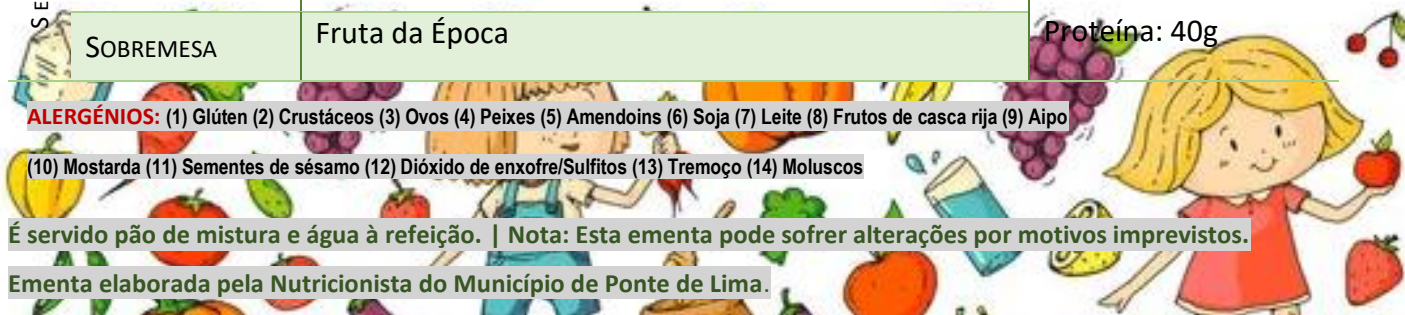 SE
SOBREMESA
Fruta da Época
Proteína: 40g
ALERGÉNIOS: (1) Glúten (2) Crustáceos (3) Ovos (4) Peixes (5) Amendoins (6) Soja (7) Leite (8) Frutos de casca rija (9) Aipo
(10) Mostarda (11) Sementes de sésamo (12) Dióxido de enxofre/Sulfitos (13) Tremoço (14) Moluscos
É servido pão de mistura e água à refeição. | Nota: Esta ementa pode sofrer alterações por motivos imprevistos.
Ementa elaborada pela Nutricionista do Município de Ponte de Lima.